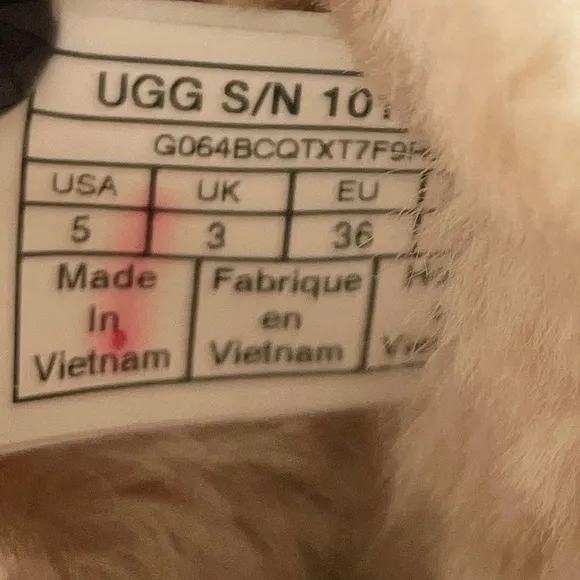 UGG S/N 10
G064BCQTXT7F9
USA UK EU
5 3 36
Made Fabrique
In en
Vietnam Vietnam